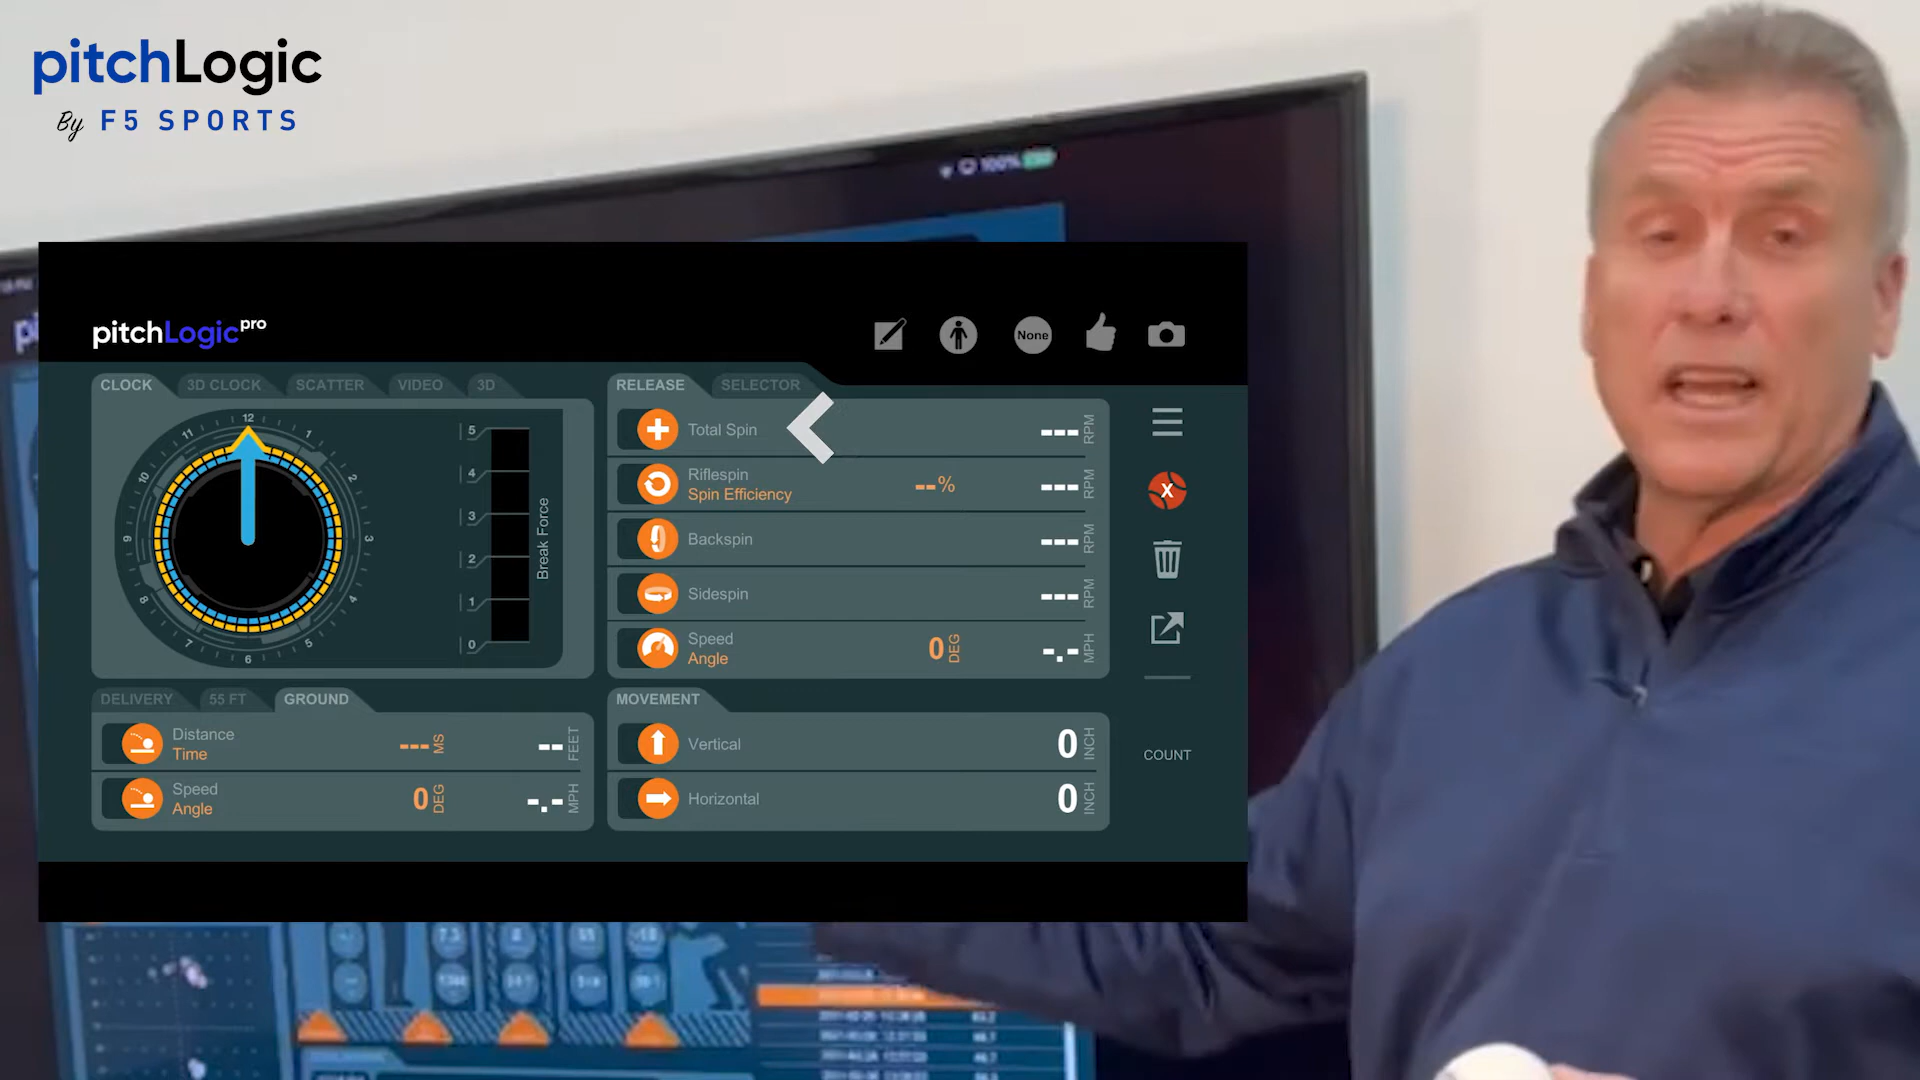 pitchLogic
By F5 SPORTS
100%
pitchLogic pro
None
CLOCK
3D CLOCK
SCATTER
VIDEO
3D
12
1
2
3
4
5
6
7
8
9
10
11
5
4
3
2
1
0
Break Force
RELEASE
SELECTOR
Total Spin
--- RPM
Riflespin
Spin Efficiency
--%
--- RPM
Backspin
--- RPM
Sidespin
--- RPM
Speed
Angle
0 DEG
-.- MPH
X
DELIVERY
55 FT
GROUND
Distance
Time
--- MS
-- FEET
Speed
Angle
0 DEG
-.- MPH
MOVEMENT
Vertical
0 INCH
Horizontal
0 INCH
COUNT